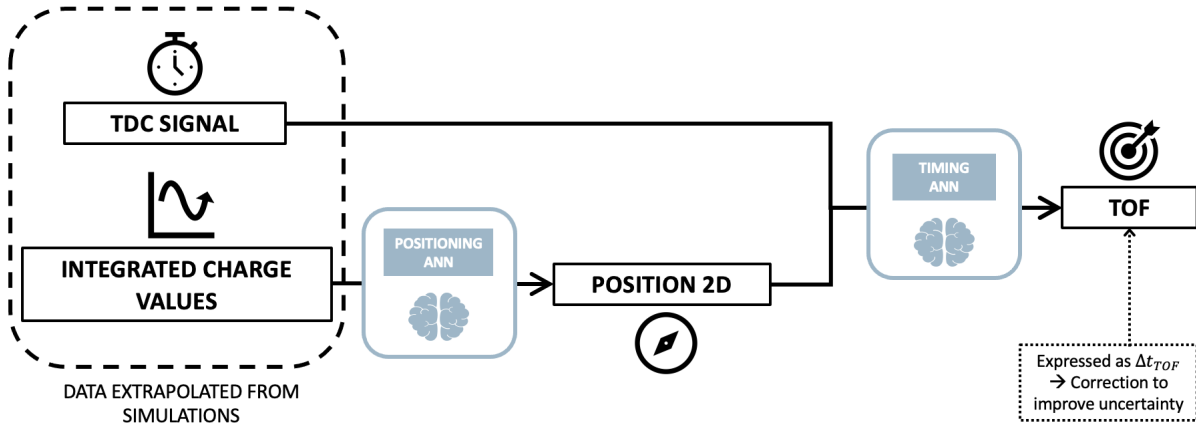 TDC SIGNAL
INTEGRATED CHARGE
VALUES
DATA EXTRAPOLATED FROM
SIMULATIONS
POSITIONING
ANN
POSITION 2D
TIMING
ANN
TOF
Expressed as Δt_TOF
→ Correction to
improve uncertainty